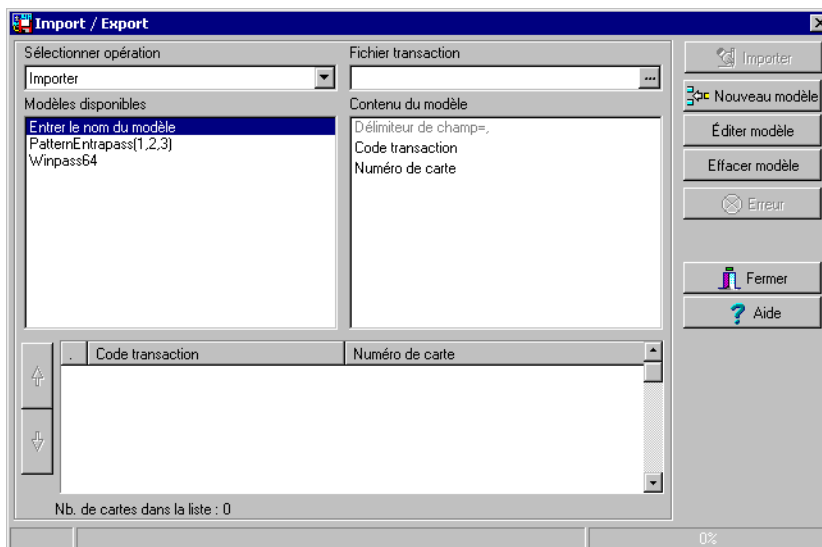 Import / Export
Sélectionner opération
Importer
Fichier transaction
...
Modèles disponibles
Entrer le nom du modèle
PatternEntrapass(1,2,3)
Winpass64
Contenu du modèle
Délimiteur de champ=,
Code transaction
Numéro de carte
Importer
Nouveau modèle
Éditer modèle
Effacer modèle
Erreur
Fermer
Aide
. Code transaction Numéro de carte
Nb. de cartes dans la liste : 0
0%